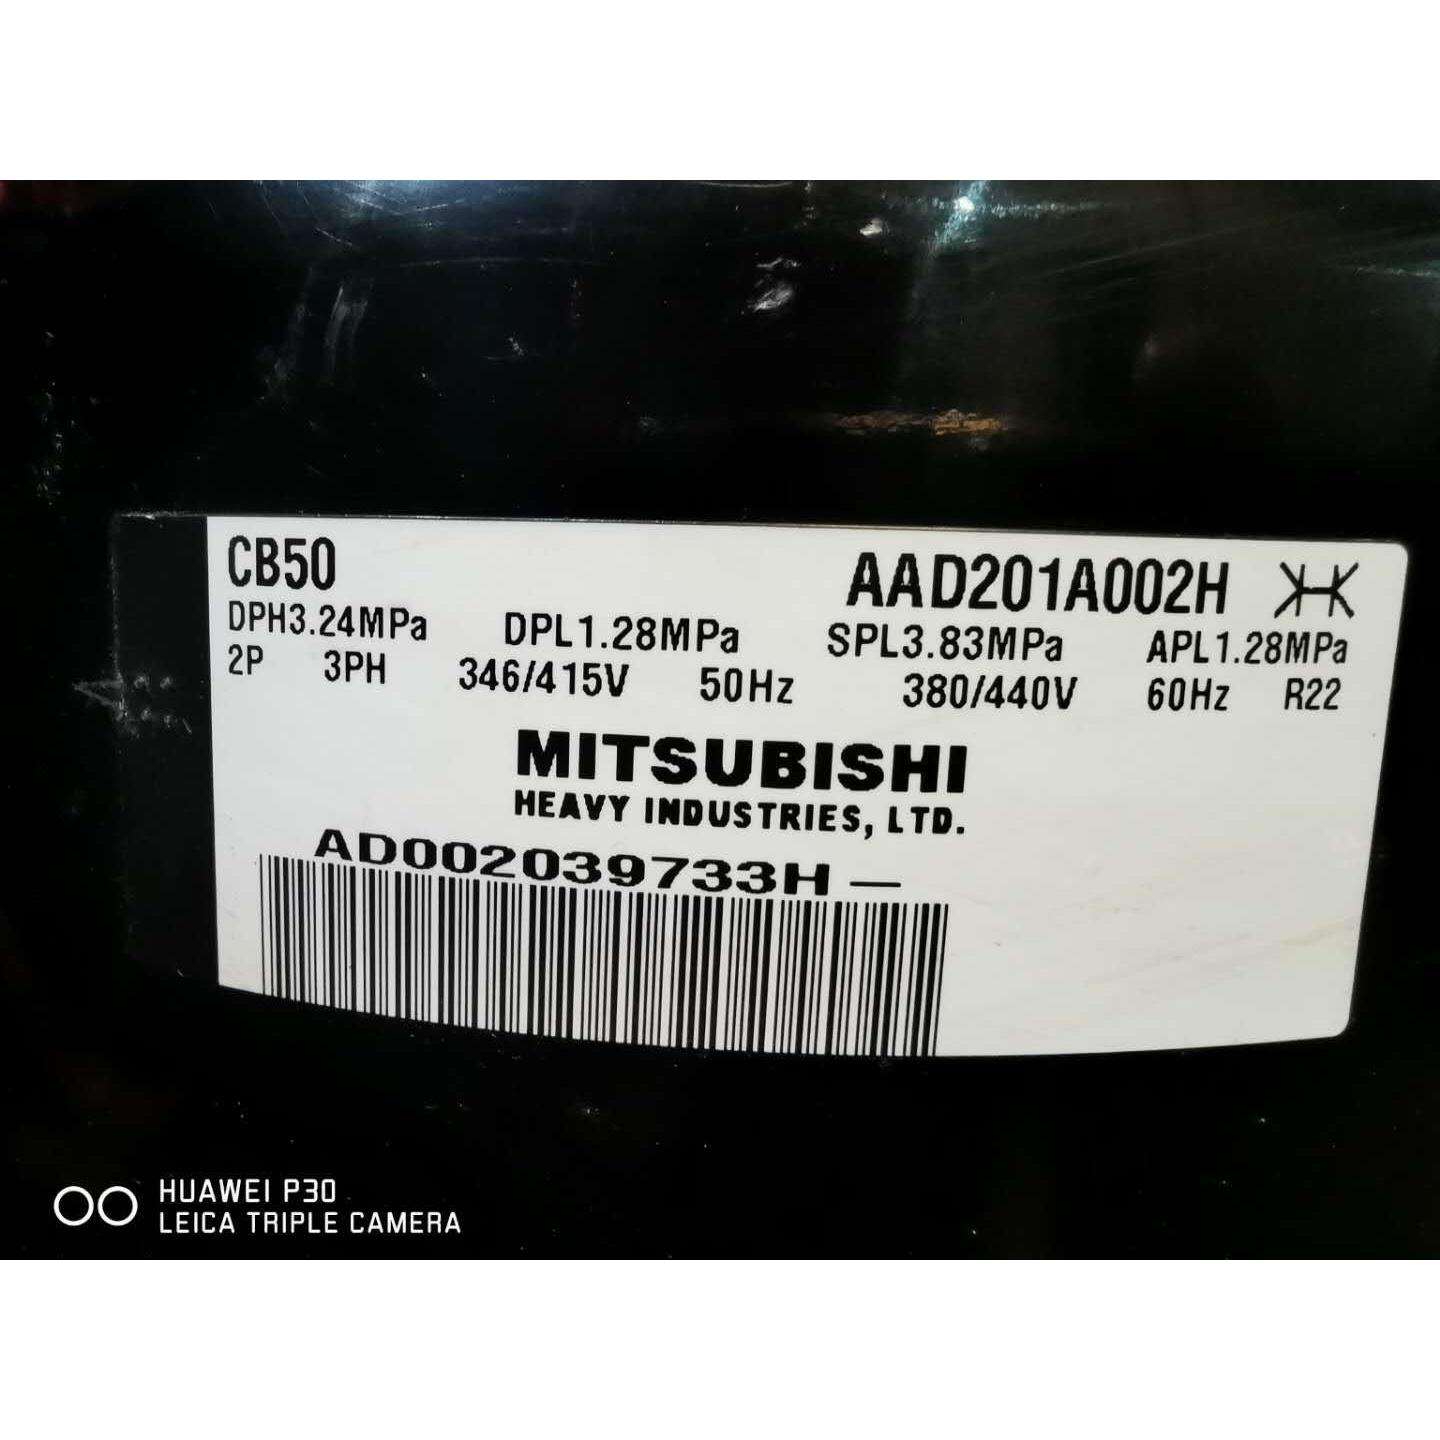 CB50 AAD201A002H
DPH3.24MPa DPL1.28MPa SPL3.83MPa APL1.28MPa
2P 3PH 346/415V 50Hz 380/440V 60Hz R22
MITSUBISHI
HEAVY INDUSTRIES, LTD.
AD002039733H —
HUAWEI P30
LEICA TRIPLE CAMERA